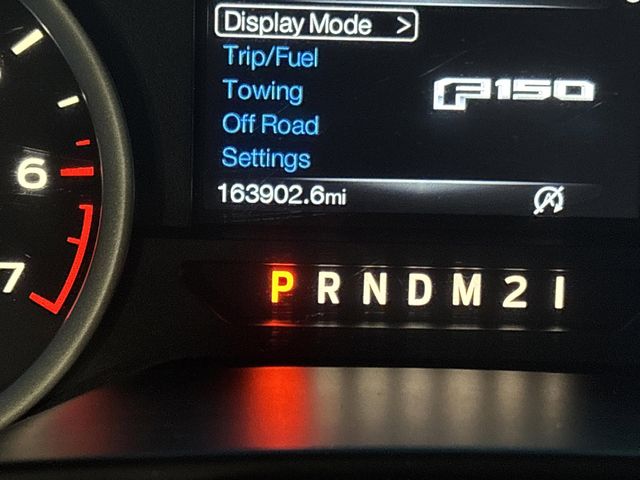 Display Mode >
Trip/Fuel
Towing
F150
Off Road
Settings
163902.6mi
A
6
7
P R N D M 2 1